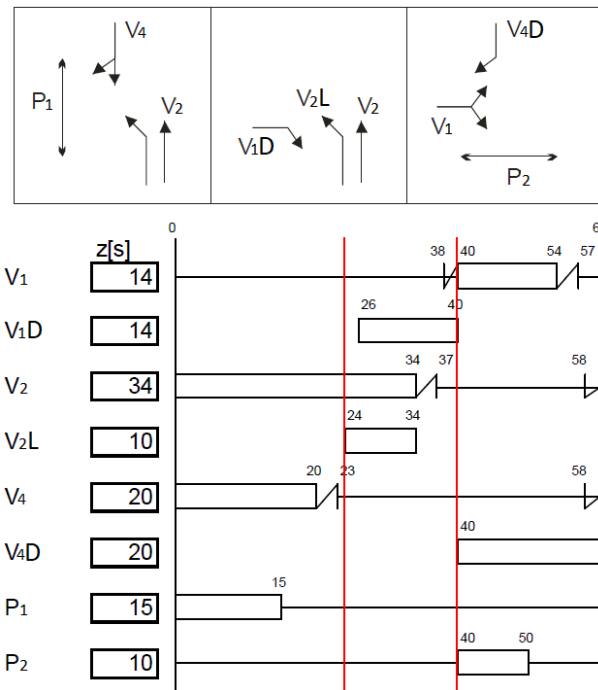 V4
P1
V2
V2L
V2
V1D
V4D
V1
P2
0
6
z[s]
V1 14 38 40 54 57
V1D 14 26 40
V2 34 34 37 58
V2L 10 24 34
V4 20 20 23 58
V4D 20 40
P1 15 15
P2 10 40 50